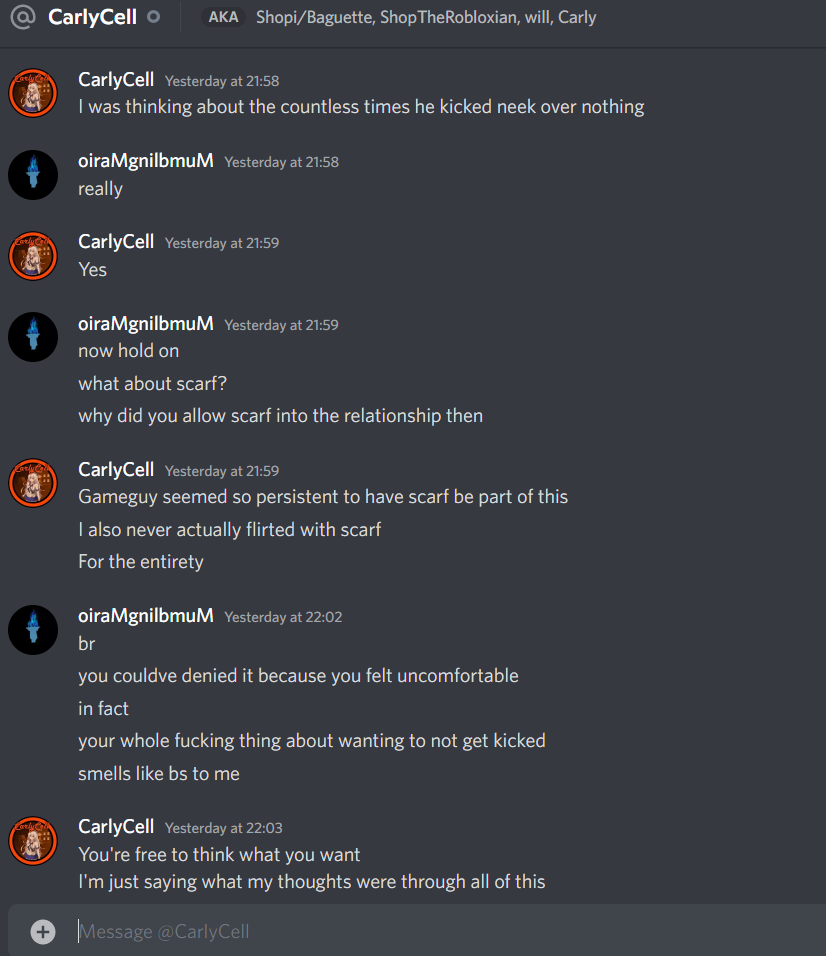 @ CarlyCell AKA Shopi/Baguette, ShopTheRobloxian, will, Carly
CarlyCell Yesterday at 21:58
I was thinking about the countless times he kicked neek over nothing
oiraMgnilbmuM Yesterday at 21:58
really
CarlyCell Yesterday at 21:59
Yes
oiraMgnilbmuM Yesterday at 21:59
now hold on
what about scarf?
why did you allow scarf into the relationship then
CarlyCell Yesterday at 21:59
Gameguy seemed so persistent to have scarf be part of this
I also never actually flirted with scarf
For the entirety
oiraMgnilbmuM Yesterday at 22:02
br
you couldve denied it because you felt uncomfortable
in fact
your whole fucking thing about wanting to not get kicked
smells like bs to me
CarlyCell Yesterday at 22:03
You're free to think what you want
I'm just saying what my thoughts were through all of this
Message @CarlyCell